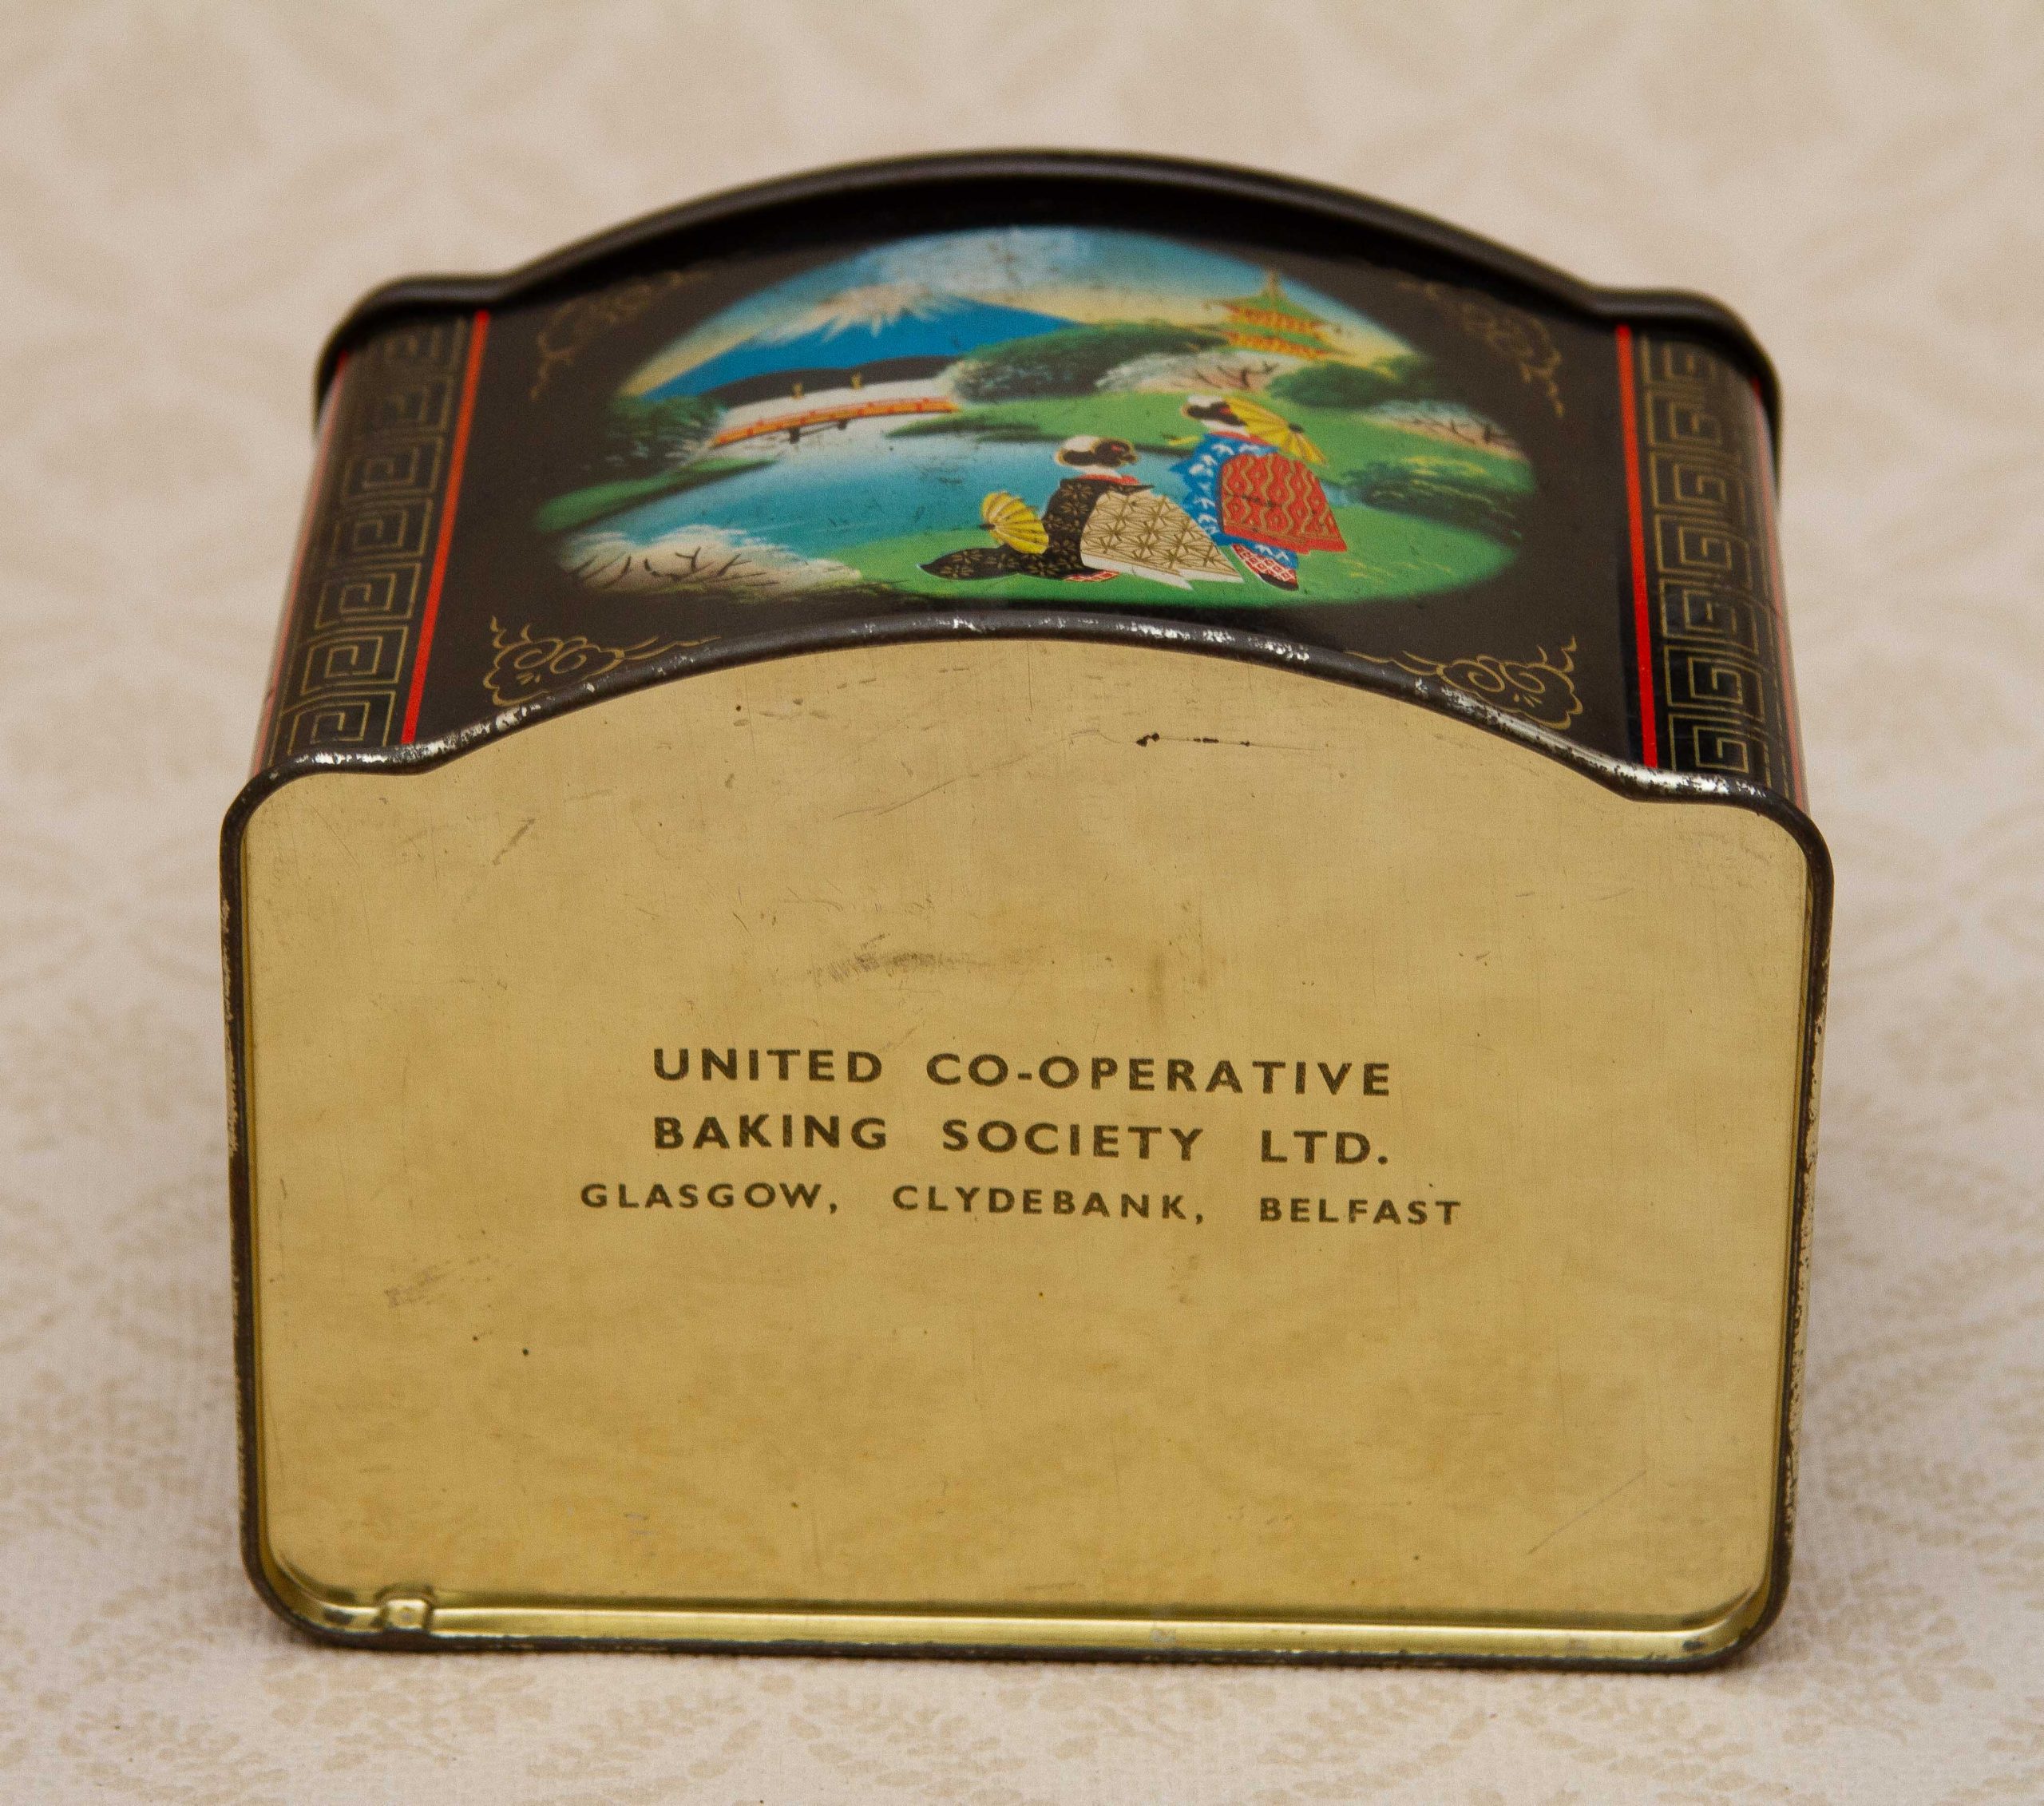 UNITED CO-OPERATIVE
BAKING SOCIETY LTD.
GLASGOW, CLYDEBANK, BELFAST